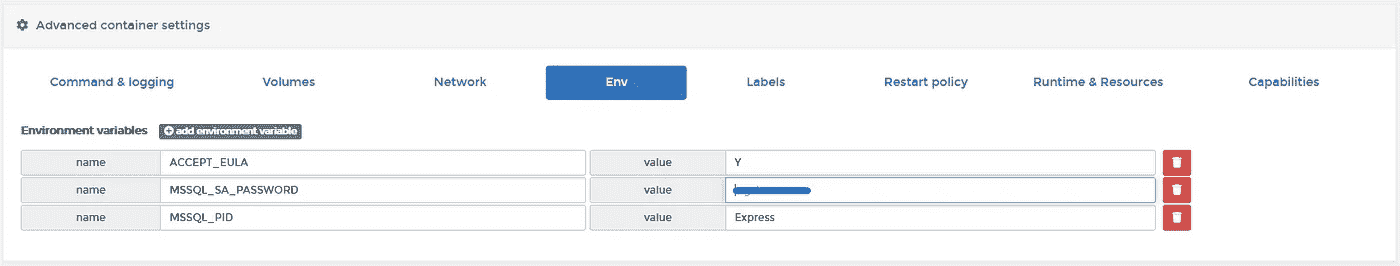 Advanced container settings
Command & logging Volumes Network Env Labels Restart policy Runtime & Resources Capabilities
Environment variables add environment variable
name ACCEPT_EULA value Y
name MSSQL_SA_PASSWORD value
name MSSQL_PID value Express